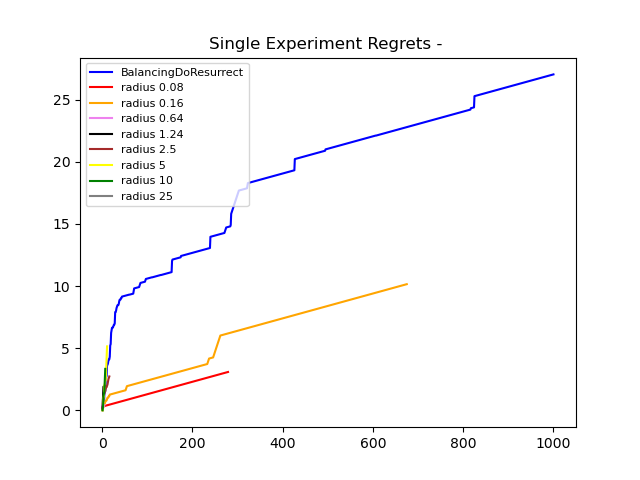 Single Experiment Regrets -
BalancingDoResurrect
radius 0.08
radius 0.16
radius 0.64
radius 1.24
radius 2.5
radius 5
radius 10
radius 25
25
20
15
10
5
0
0 200 400 600 800 1000